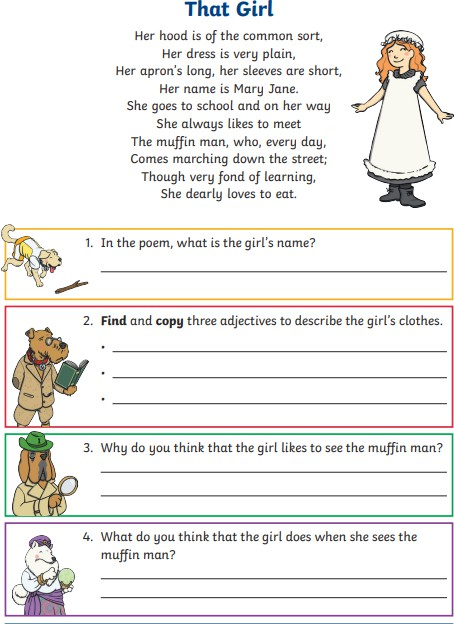 That Girl
Her hood is of the common sort,
Her dress is very plain,
Her apron's long, her sleeves are short,
Her name is Mary Jane.
She goes to school and on her way
She always likes to meet
The muffin man, who, every day,
Comes marching down the street;
Though very fond of learning,
She dearly loves to eat.
1. In the poem, what is the girl's name?
2. Find and copy three adjectives to describe the girl's clothes.
•
•
•
3. Why do you think that the girl likes to see the muffin man?
4. What do you think that the girl does when she sees the
muffin man?